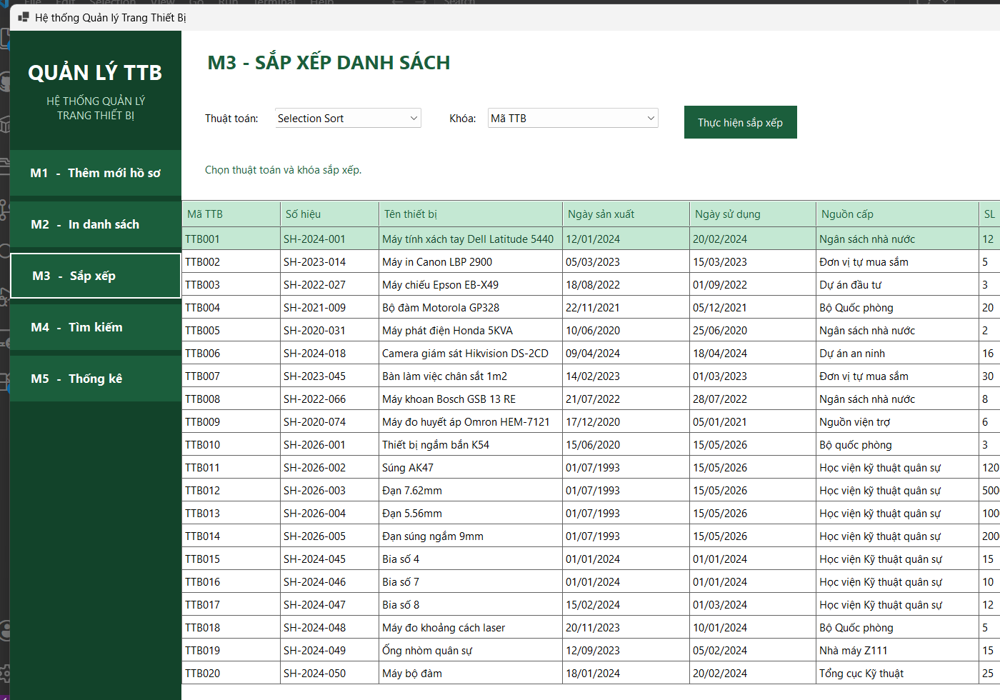 Hệ thống Quản lý Trang Thiết Bị
QUẢN LÝ TTB
HỆ THỐNG QUẢN LÝ
TRANG THIẾT BỊ
M1 - Thêm mới hồ sơ
M2 - In danh sách
M3 - Sắp xếp
M4 - Tìm kiếm
M5 - Thống kê
M3 - SẮP XẾP DANH SÁCH
Thuật toán: Selection Sort Khóa: Mã TTB Thực hiện sắp xếp
Chọn thuật toán và khóa sắp xếp.
Mã TTB Số hiệu Tên thiết bị Ngày sản xuất Ngày sử dụng Nguồn cấp SL
TTB001 SH-2024-001 Máy tính xách tay Dell Latitude 5440 12/01/2024 20/02/2024 Ngân sách nhà nước 12
TTB002 SH-2023-014 Máy in Canon LBP 2900 05/03/2023 15/03/2023 Đơn vị tự mua sắm 5
TTB003 SH-2022-027 Máy chiếu Epson EB-X49 18/08/2022 01/09/2022 Dự án đầu tư 3
TTB004 SH-2021-009 Bộ đàm Motorola GP328 22/11/2021 05/12/2021 Bộ Quốc phòng 20
TTB005 SH-2020-031 Máy phát điện Honda 5KVA 10/06/2020 25/06/2020 Ngân sách nhà nước 2
TTB006 SH-2024-018 Camera giám sát Hikvision DS-2CD 09/04/2024 18/04/2024 Dự án an ninh 16
TTB007 SH-2023-045 Bàn làm việc chân sắt 1m2 14/02/2023 01/03/2023 Đơn vị tự mua sắm 30
TTB008 SH-2022-066 Máy khoan Bosch GSB 13 RE 21/07/2022 28/07/2022 Ngân sách nhà nước 8
TTB009 SH-2020-074 Máy đo huyết áp Omron HEM-7121 17/12/2020 05/01/2021 Nguồn viện trợ 6
TTB010 SH-2026-001 Thiết bị ngắm bắn K54 15/06/2020 15/05/2026 Bộ quốc phòng 3
TTB011 SH-2026-002 Súng AK47 01/07/1993 15/05/2026 Học viện kỹ thuật quân sự 120
TTB012 SH-2026-003 Đạn 7.62mm 01/07/1993 15/05/2026 Học viện kỹ thuật quân sự 500
TTB013 SH-2026-004 Đạn 5.56mm 01/07/1993 15/05/2026 Học viện kỹ thuật quân sự 100
TTB014 SH-2026-005 Đạn súng ngắm 9mm 01/07/1993 15/05/2026 Học viện kỹ thuật quân sự 200
TTB015 SH-2024-045 Bia số 4 01/01/2024 01/01/2024 Học viện Kỹ thuật quân sự 15
TTB016 SH-2024-046 Bia số 7 01/01/2024 01/01/2024 Học viện Kỹ thuật quân sự 10
TTB017 SH-2024-047 Bia số 8 15/02/2024 01/03/2024 Học viện Kỹ thuật quân sự 12
TTB018 SH-2024-048 Máy đo khoảng cách laser 20/11/2023 10/01/2024 Bộ Quốc phòng 5
TTB019 SH-2024-049 Ống nhòm quân sự 12/09/2023 05/02/2024 Nhà máy Z111 15
TTB020 SH-2024-050 Máy bộ đàm 18/01/2024 20/02/2024 Tổng cục Kỹ thuật 25